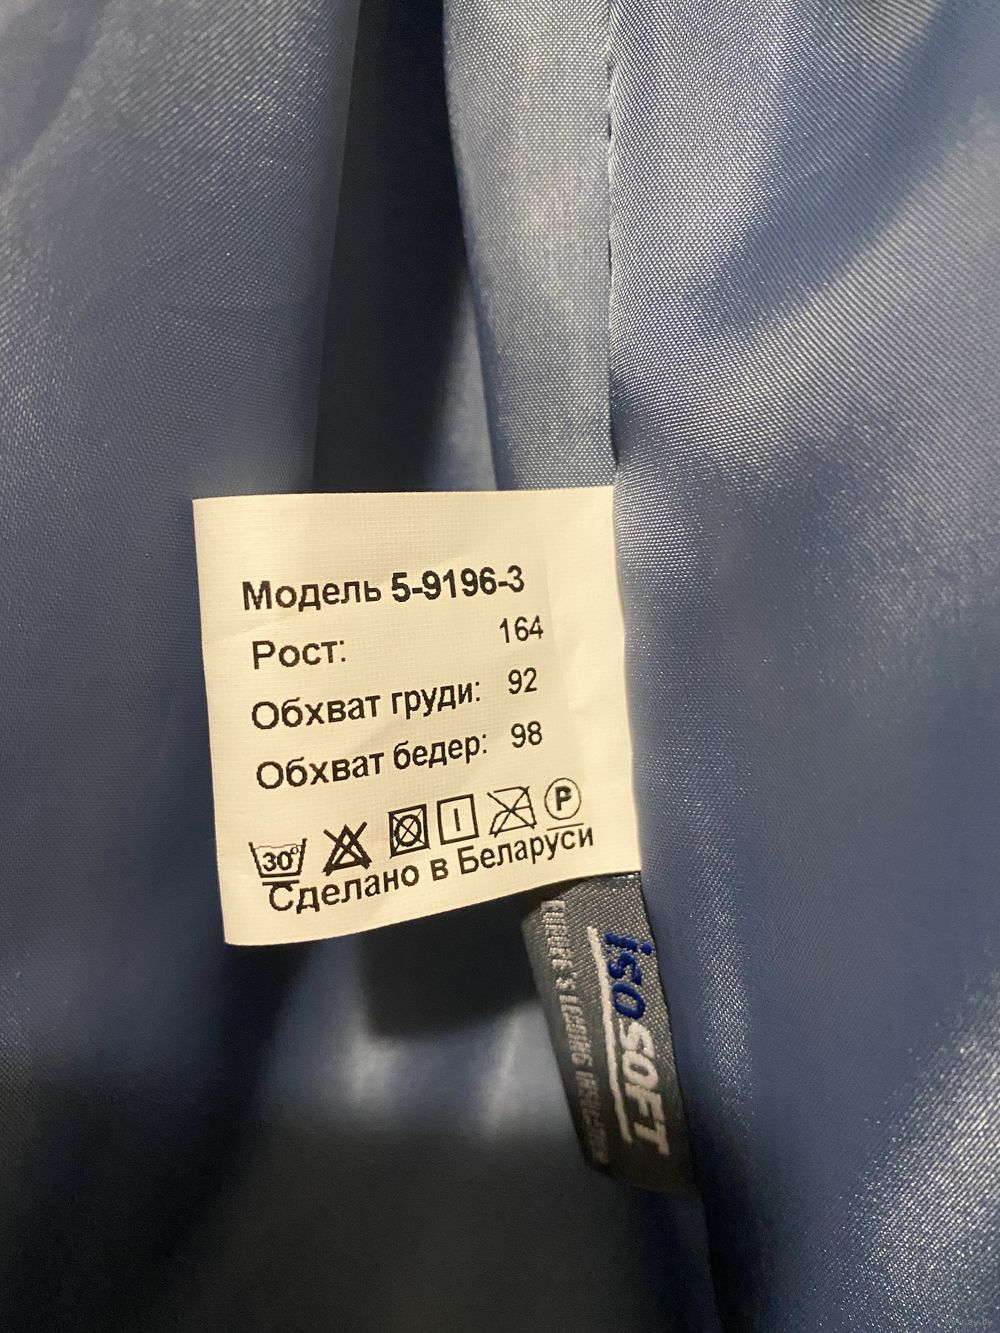 Модель 5-9196-3
Рост: 164
Обхват груди: 92
Обхват бедер: 98
30°
P
Сделано в Беларуси
isosoft